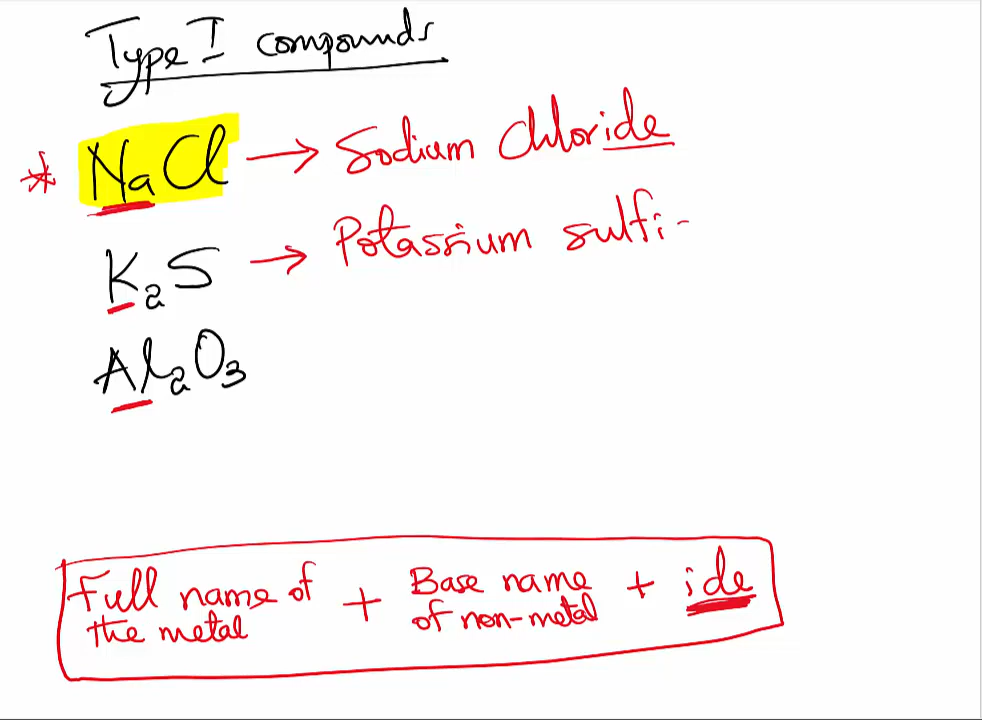 Type I compounds
* NaCl → Sodium Chloride
K₂S → Potassium sulfi-
Al₂O₃
Full name of the metal + Base name of non-metal + ide